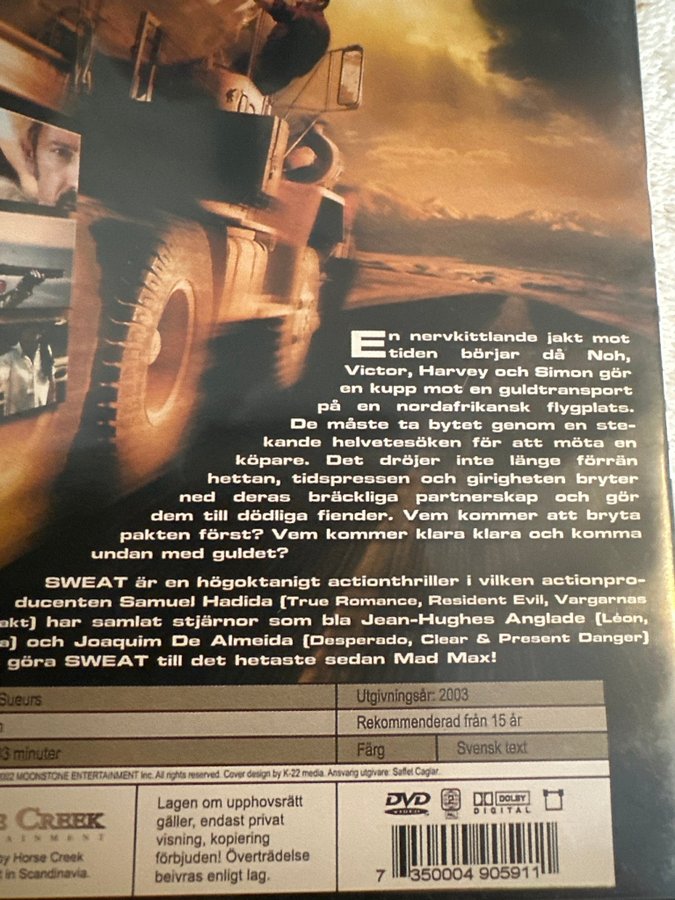 En nervkittlande jakt mot
tiden börjar då Noh,
Victor, Harvey och Simon gör
en kupp mot en guldtransport
på en nordafrikansk flygplats.
De måste ta bytet genom en ste-
kande helvetesöken för att möta en
köpare. Det dröjer inte länge förrän
hettan, tidspressen och girigheten bryter
ned deras bräckliga partnerskap och gör
dem till dödliga fiender. Vem kommer att bryta
pakten först? Vem kommer klara klara och komma
undan med guldet?
SWEAT är en högoktanigt actionthriller i vilken actionpro-
ducenten Samuel Hadida (True Romance, Resident Evil, Vargarnas
akt) har samlat stjärnor som bla Jean-Hughes Anglade (Léon,
a) och Joaquim De Almeida (Desperado, Clear & Present Danger)
göra SWEAT till det hetaste sedan Mad Max!
Sueurs
Utgivningsår: 2003
Rekommenderad från 15 år
3 minuter
Färg
Svensk text
2002 MOONSTONE ENTERTAINMENT Inc. All rights reserved. Cover design by K-22 media. Ansvarig utgivare: Saffet Caglar.
E CREEK
TAINMENT
by Horse Creek
t in Scandinavia.
Lagen om upphovsrätt
gäller, endast privat
visning, kopiering
förbjuden! Överträdelse
beivras enligt lag.
DVD
VIDEO
DOLBY
DIGITAL
7 350004 905911